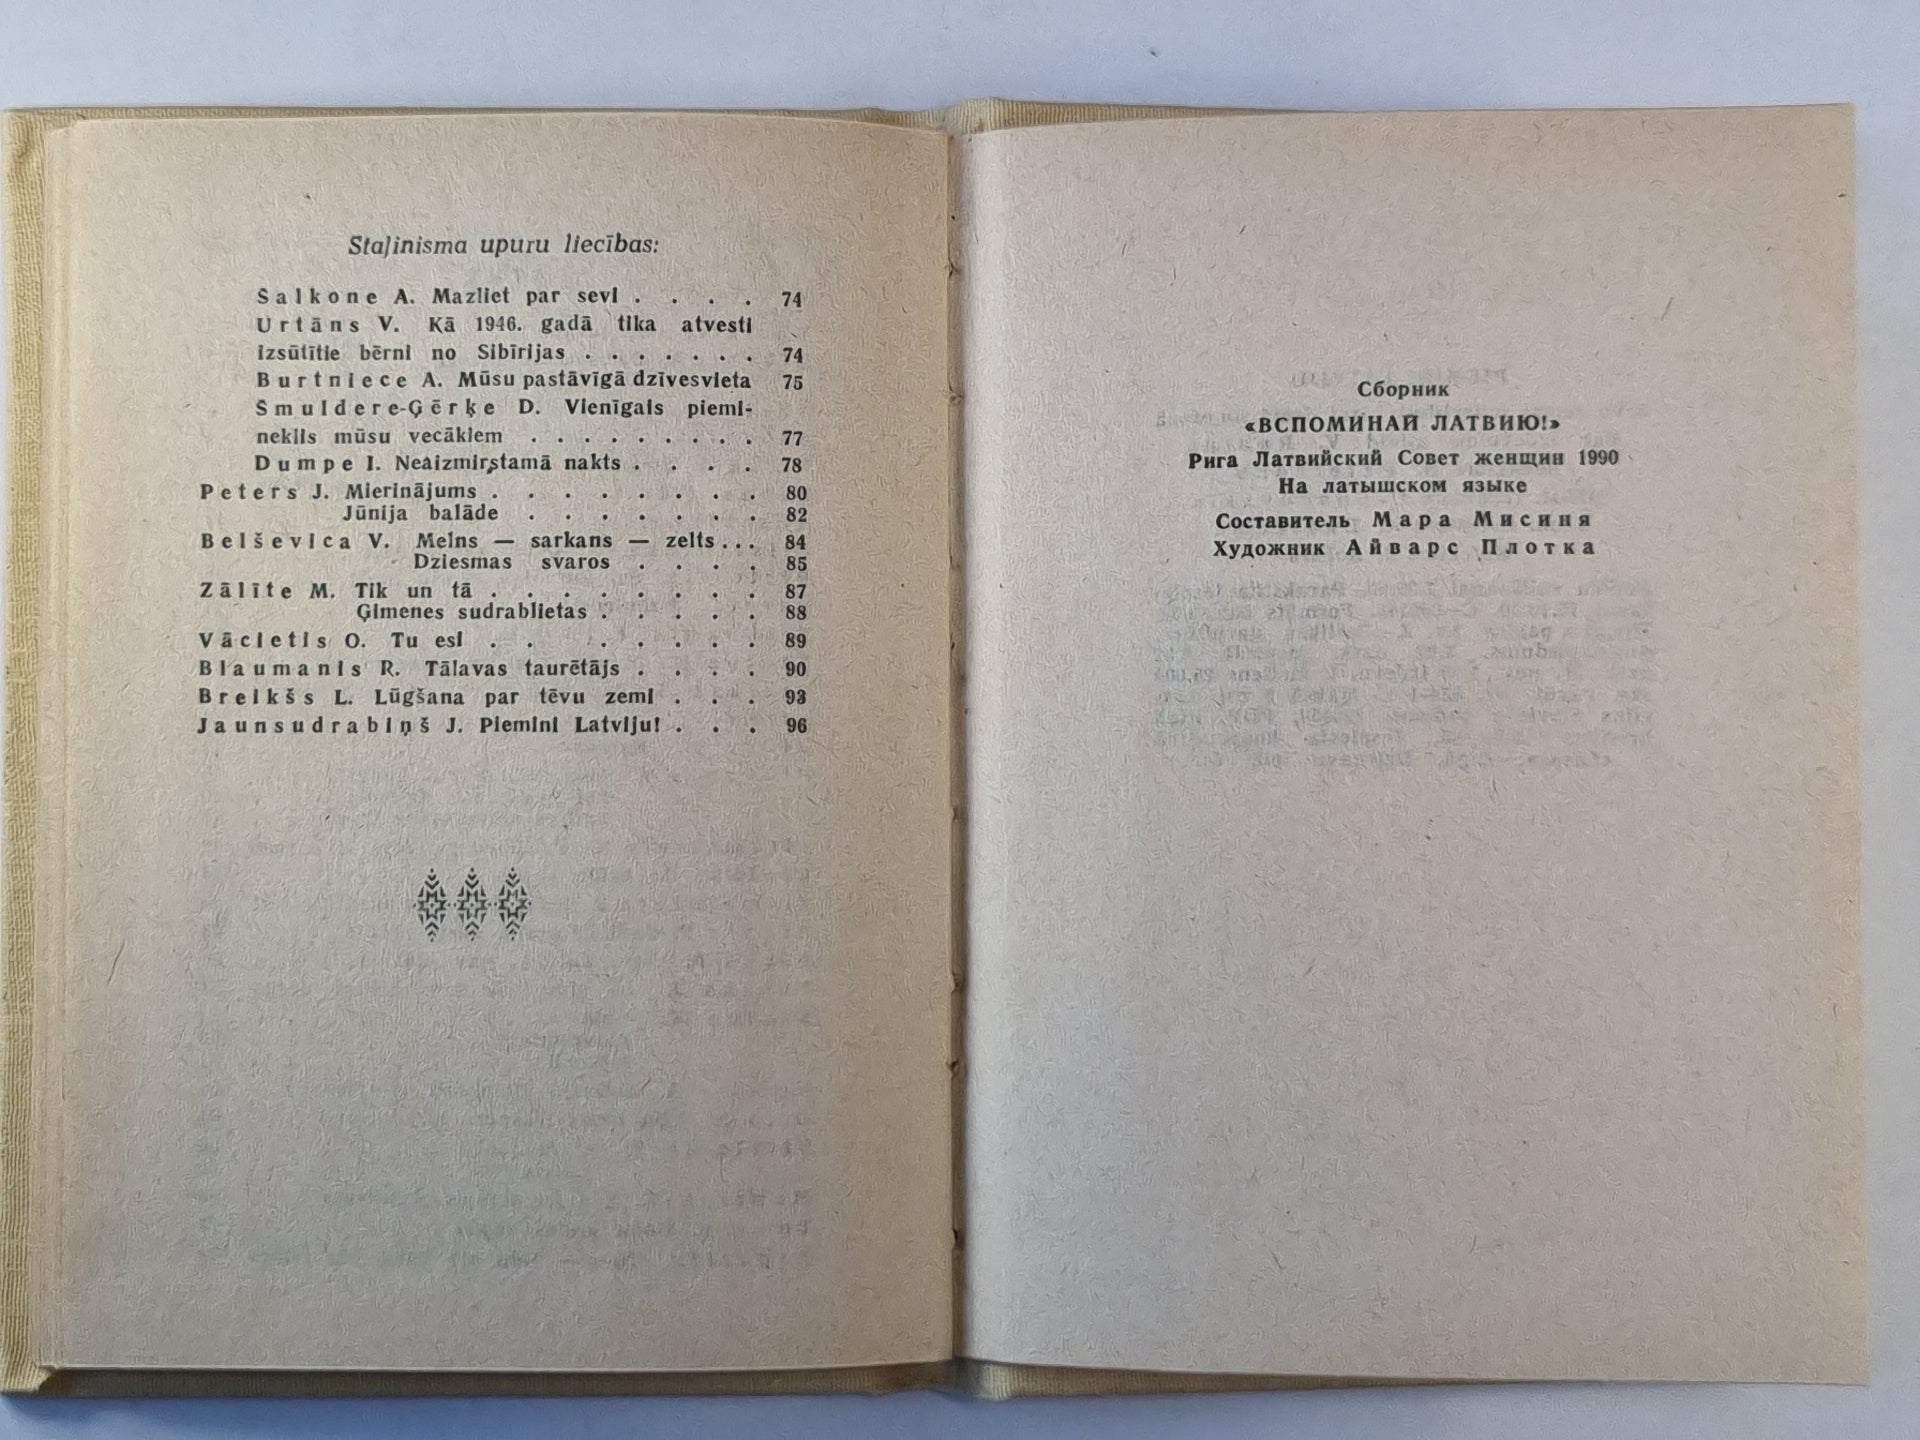 Staļinisma upuru liecības:
Salkone A. Mazliet par sevi . . . . 74
Urtāns V. Kā 1946. gadā tika atvesti
izsūtītie bērni no Sibīrijas . . . . . . . 74
Burtniece A. Mūsu pastāvīgā dzīvesvieta 75
Šmuldere-Ģērķe D. Vienīgais piemi-
neklis mūsu vecākiem . . . . . . . . . 77
Dumpe I. Neaizmirstamā nakts . . . . 78
Peters J. Mierinājums . . . . . . . . 80
Jūnija balāde . . . . . . . 82
Belševica V. Melns — sarkans — zelts . . . 84
Dziesmas svaros . . . . 85
Zālīte M. Tik un tā . . . . . . . . 87
Ģimenes sudrablietas . . . . . 88
Vācietis O. Tu esi . . . . . . . 89
Blaumanis R. Tālavas taurētājs . . . . 90
Breikšs L. Lūgšana par tēvu zemi . . . 93
Jaunsudrabiņš J. Piemini Latviju! . . . 96
Сборник
«ВСПОМИНАЙ ЛАТВИЮ!»
Рига Латвийский Совет женщин 1990
На латышском языке
Составитель Мара Мисиня
Художник Айварс Плотка